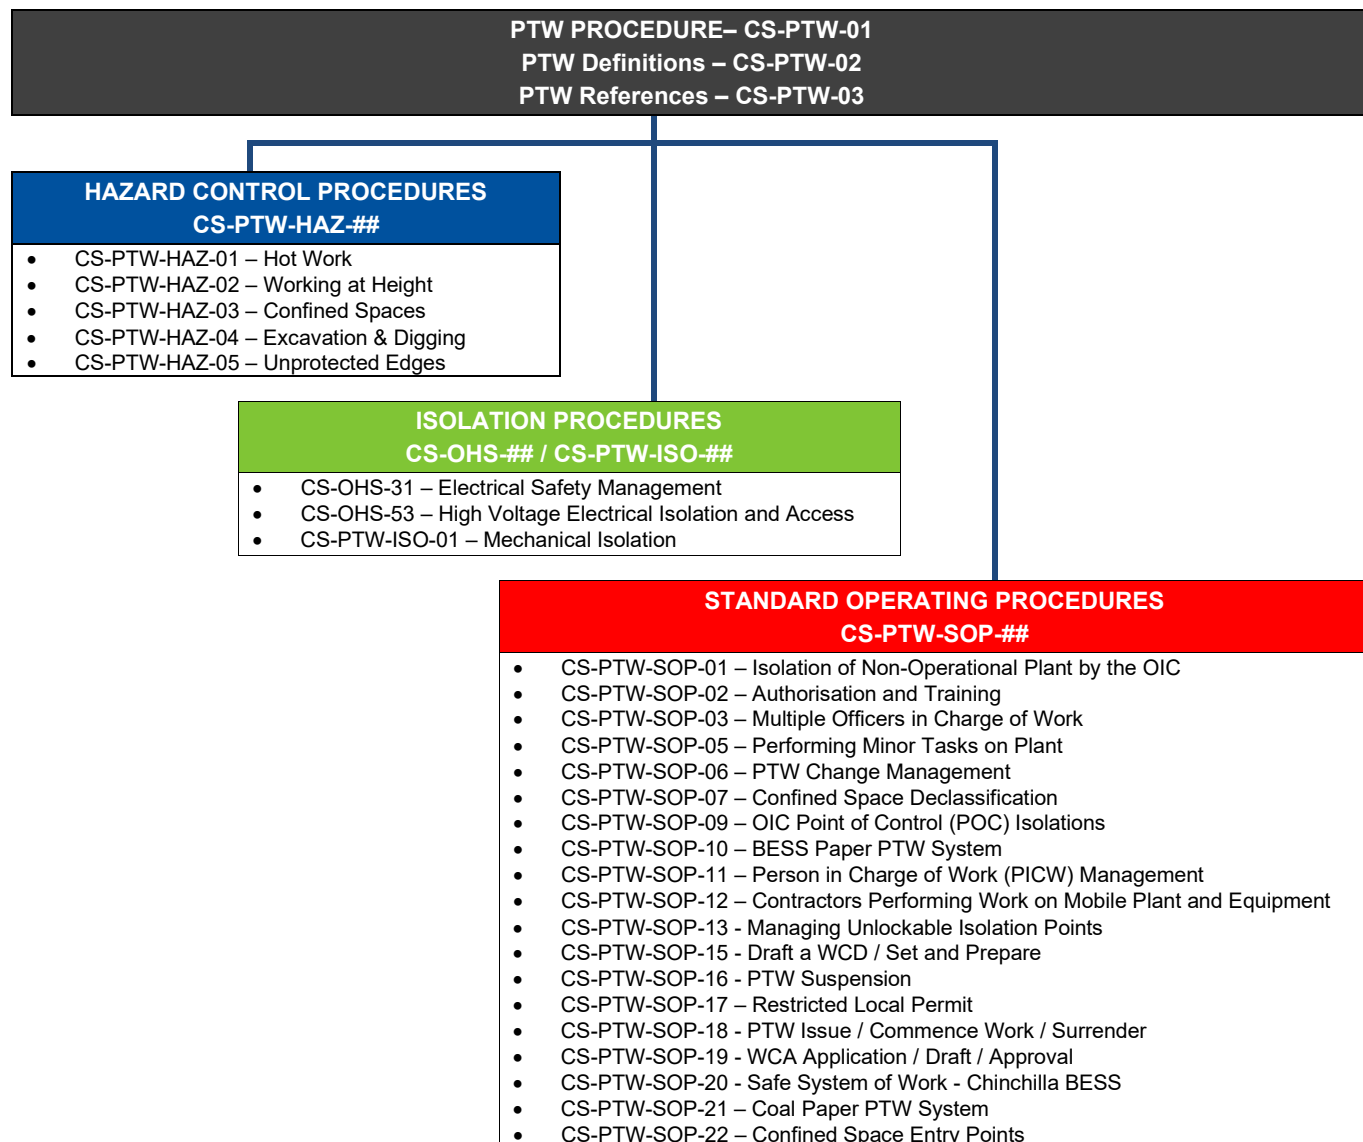 PTW PROCEDURE– CS-PTW-01
PTW Definitions – CS-PTW-02
PTW References – CS-PTW-03
HAZARD CONTROL PROCEDURES
CS-PTW-HAZ-##
• CS-PTW-HAZ-01 – Hot Work
• CS-PTW-HAZ-02 – Working at Height
• CS-PTW-HAZ-03 – Confined Spaces
• CS-PTW-HAZ-04 – Excavation & Digging
• CS-PTW-HAZ-05 – Unprotected Edges
ISOLATION PROCEDURES
CS-OHS-## / CS-PTW-ISO-##
• CS-OHS-31 – Electrical Safety Management
• CS-OHS-53 – High Voltage Electrical Isolation and Access
• CS-PTW-ISO-01 – Mechanical Isolation
STANDARD OPERATING PROCEDURES
CS-PTW-SOP-##
• CS-PTW-SOP-01 – Isolation of Non-Operational Plant by the OIC
• CS-PTW-SOP-02 – Authorisation and Training
• CS-PTW-SOP-03 – Multiple Officers in Charge of Work
• CS-PTW-SOP-05 – Performing Minor Tasks on Plant
• CS-PTW-SOP-06 – PTW Change Management
• CS-PTW-SOP-07 – Confined Space Declassification
• CS-PTW-SOP-09 – OIC Point of Control (POC) Isolations
• CS-PTW-SOP-10 – BESS Paper PTW System
• CS-PTW-SOP-11 – Person in Charge of Work (PICW) Management
• CS-PTW-SOP-12 – Contractors Performing Work on Mobile Plant and Equipment
• CS-PTW-SOP-13 - Managing Unlockable Isolation Points
• CS-PTW-SOP-15 - Draft a WCD / Set and Prepare
• CS-PTW-SOP-16 - PTW Suspension
• CS-PTW-SOP-17 – Restricted Local Permit
• CS-PTW-SOP-18 - PTW Issue / Commence Work / Surrender
• CS-PTW-SOP-19 - WCA Application / Draft / Approval
• CS-PTW-SOP-20 - Safe System of Work - Chinchilla BESS
• CS-PTW-SOP-21 – Coal Paper PTW System
• CS-PTW-SOP-22 – Confined Space Entry Points